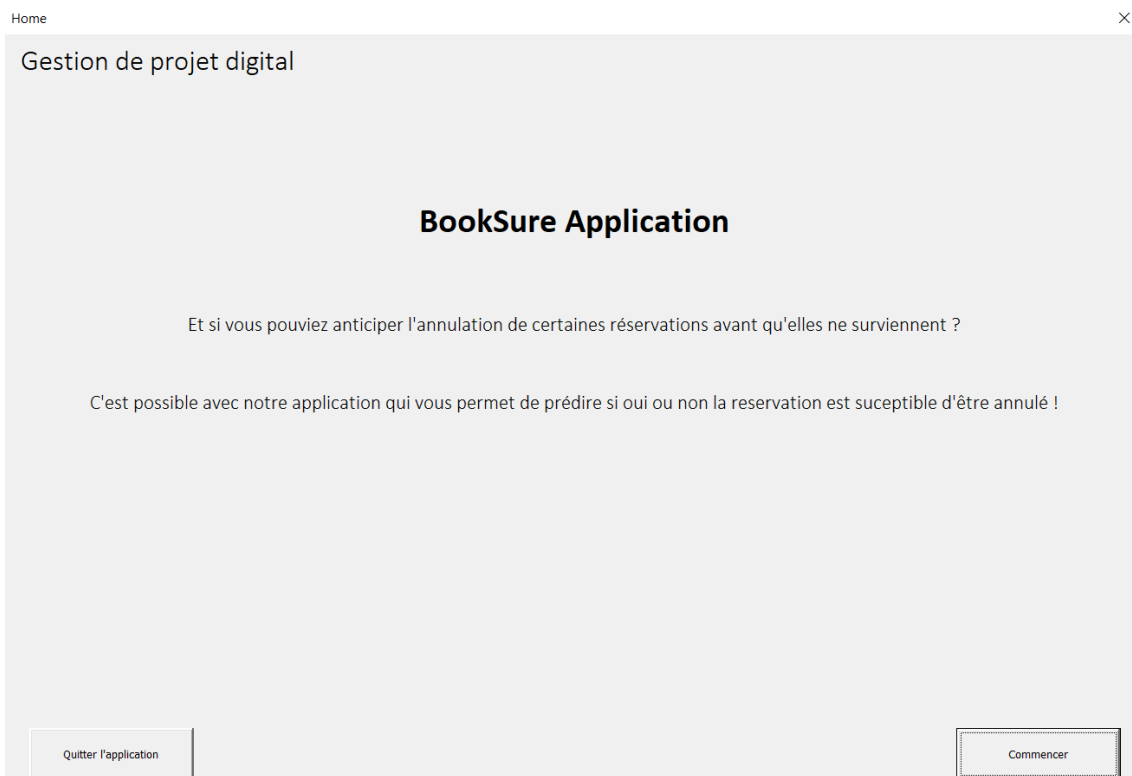 Home
Gestion de projet digital
BookSure Application
Et si vous pouviez anticiper l'annulation de certaines réservations avant qu'elles ne surviennent ?
C'est possible avec notre application qui vous permet de prédire si oui ou non la reservation est suceptible d'être annulé !
Quitter l'application
Commencer